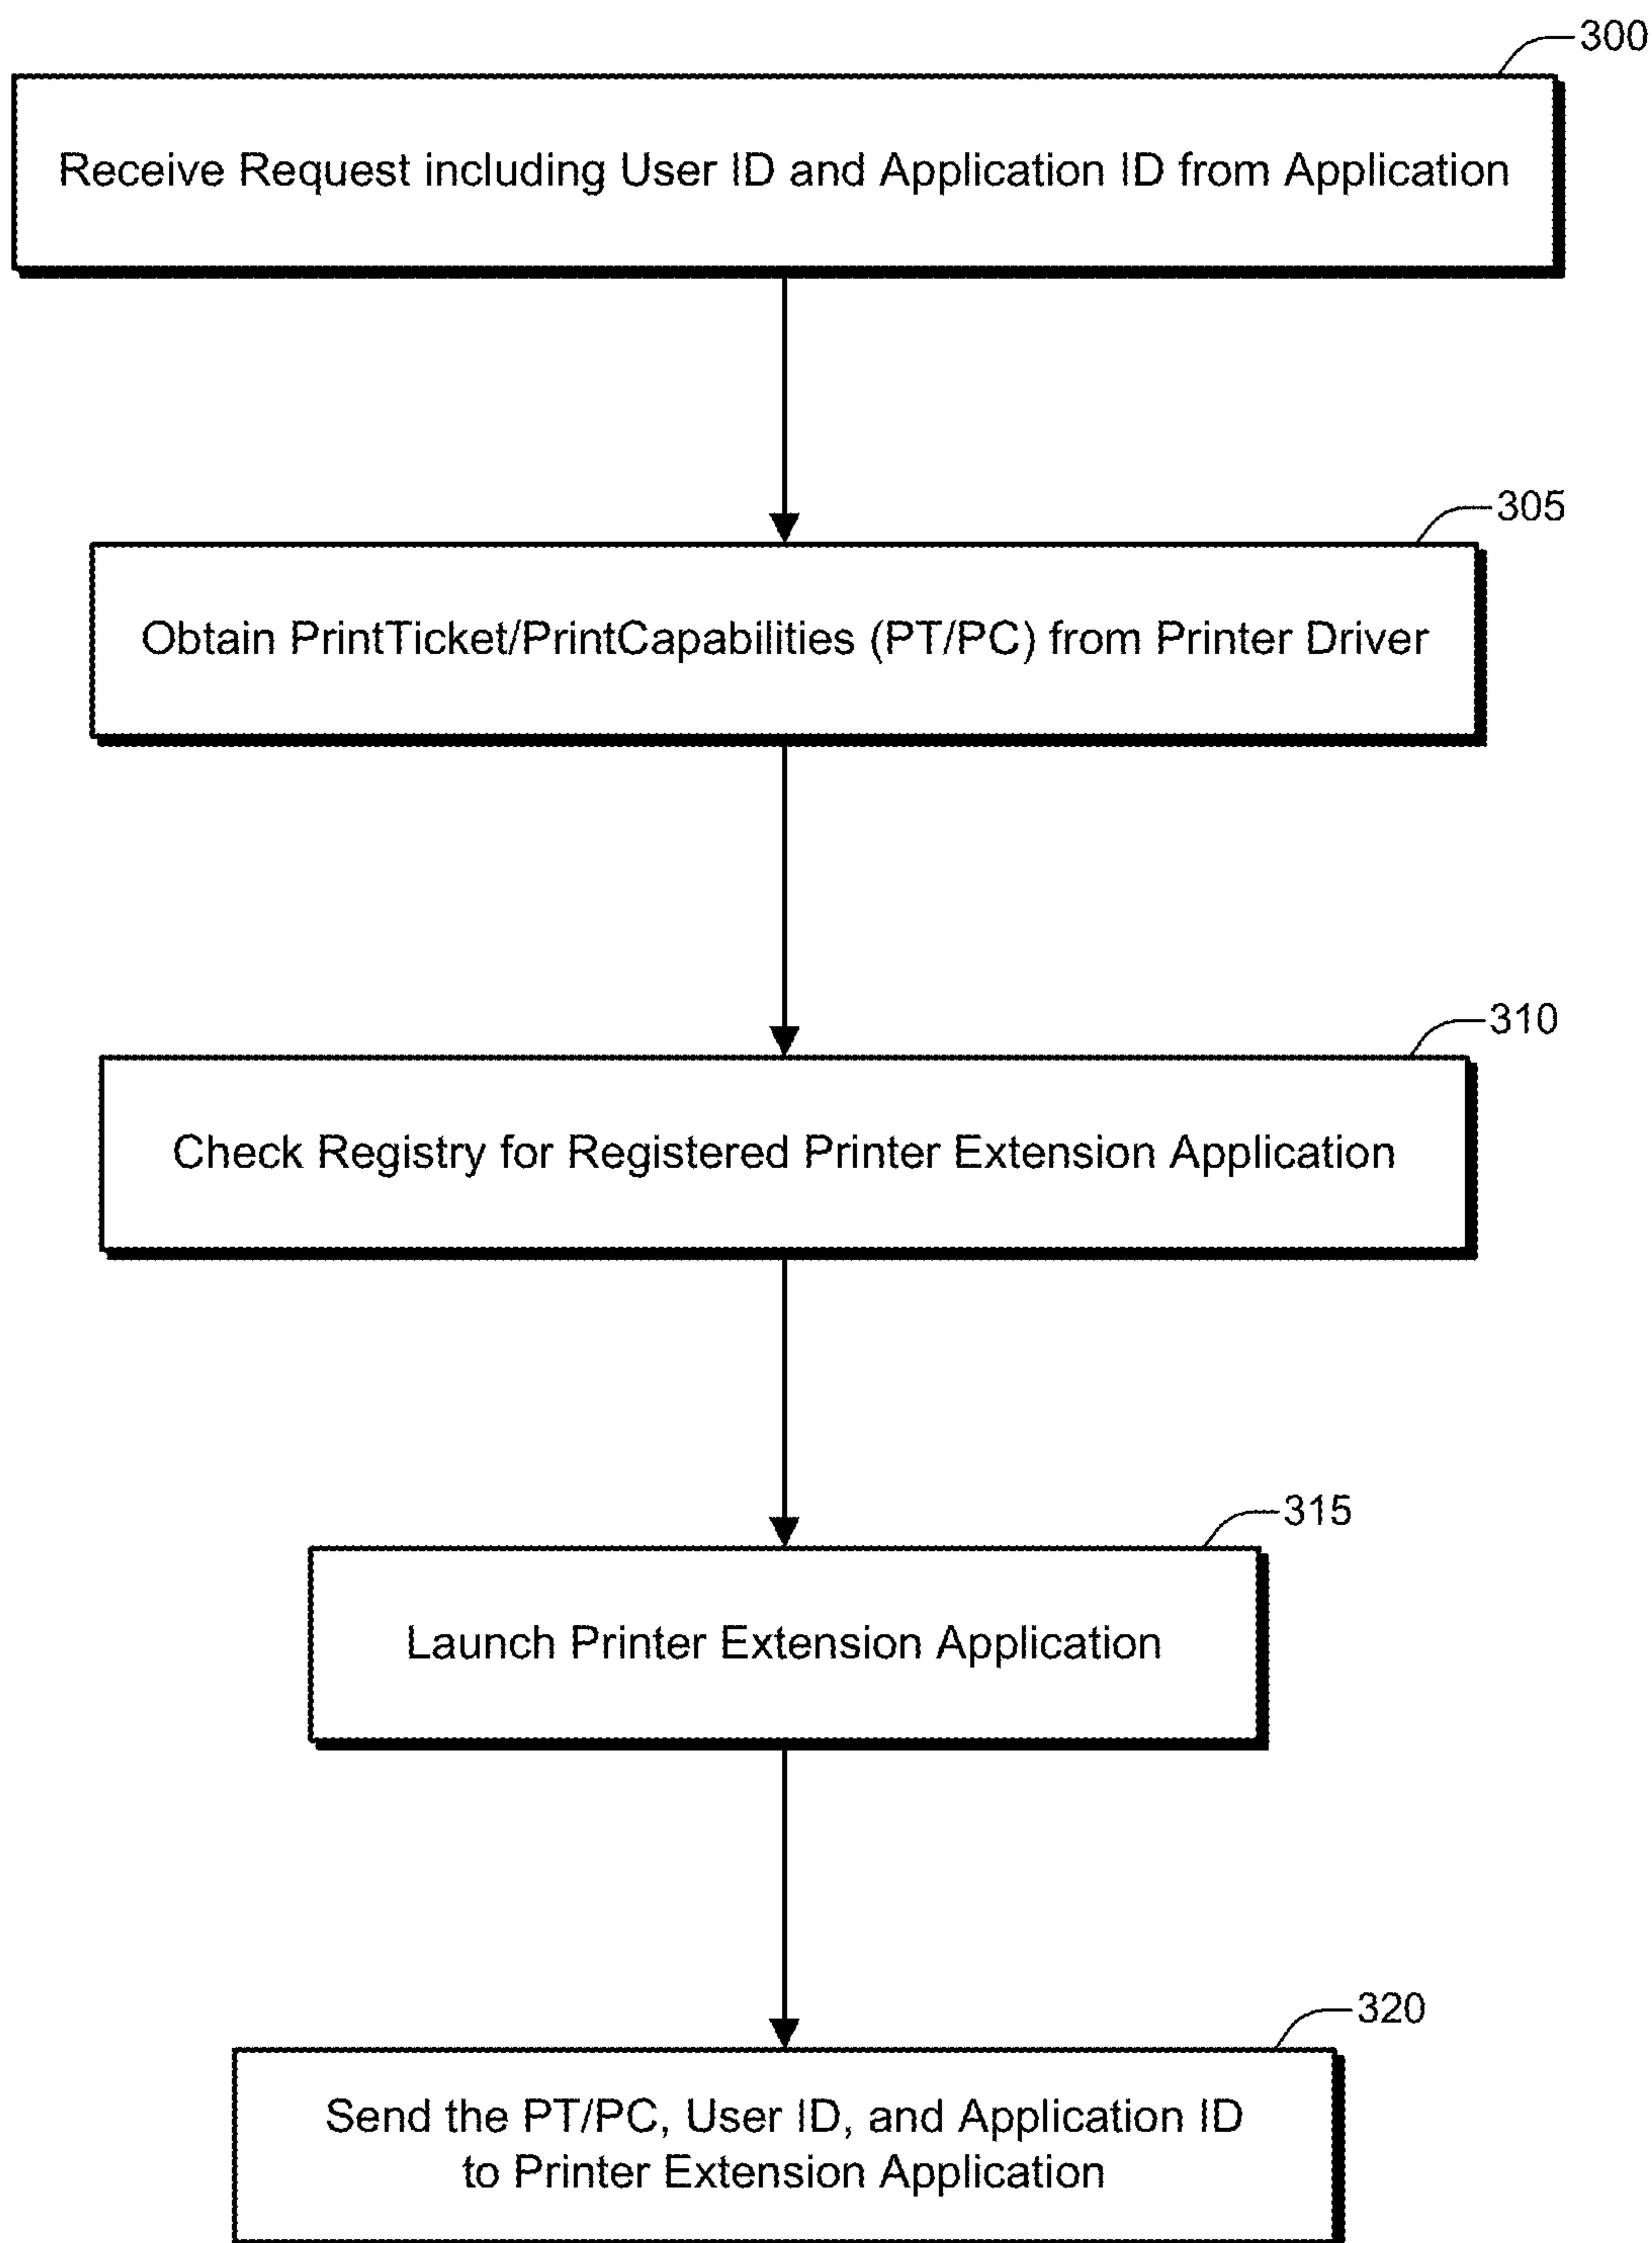 300
Receive Request including User ID and Application ID from Application
305
Obtain PrintTicket/PrintCapabilities (PT/PC) from Printer Driver
310
Check Registry for Registered Printer Extension Application
315
Launch Printer Extension Application
320
Send the PT/PC, User ID, and Application ID
to Printer Extension Application